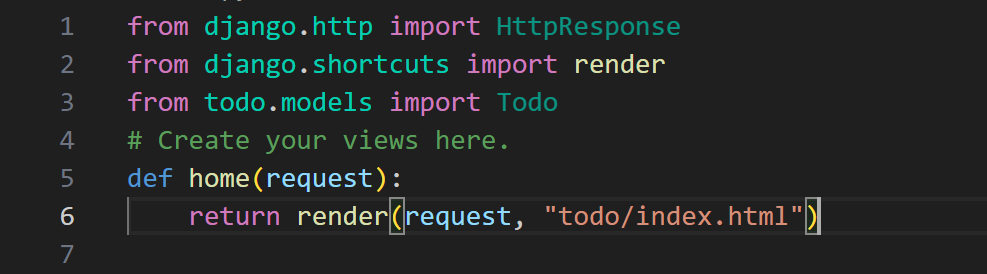 1 from django.http import HttpResponse
2 from django.shortcuts import render
3 from todo.models import Todo
4 # Create your views here.
5 def home(request):
6     return render(request, "todo/index.html")
7